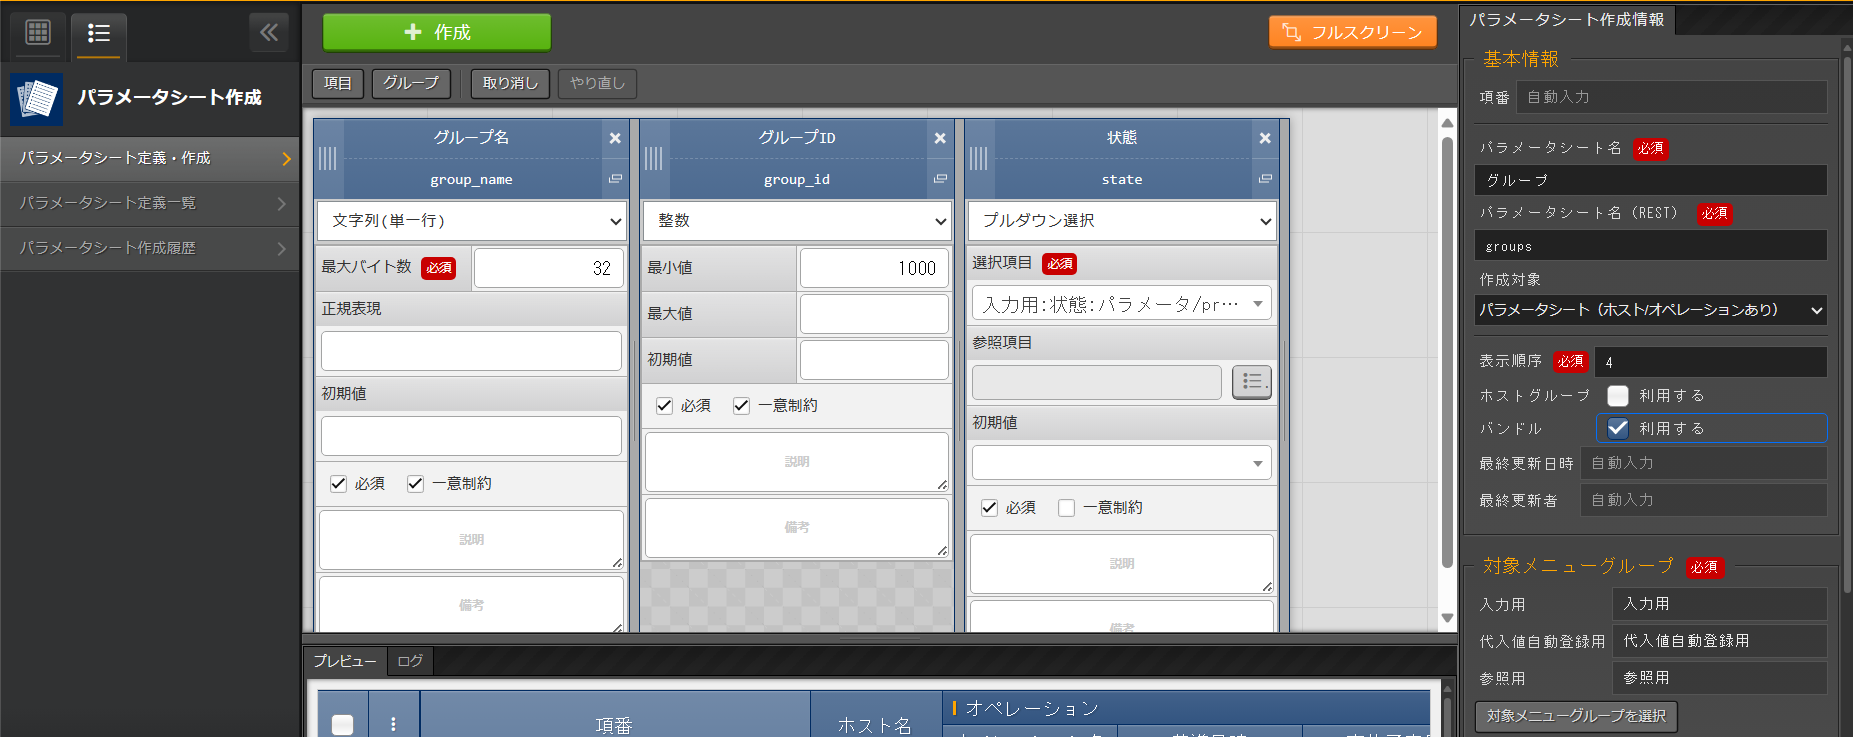 パラメータシート作成
パラメータシート定義・作成
パラメータシート定義一覧
パラメータシート作成履歴
作成
フルスクリーン
項目
グループ
取り消し
やり直し
グループ名
group_name
文字列(単一行)
最大バイト数 必須 32
正規表現
初期値
必須 一意制約
説明
備考
グループID
group_id
整数
最小値 1000
最大値
初期値
必須 一意制約
説明
備考
状態
state
プルダウン選択
選択項目 必須
入力用:状態:パラメータ/pr…
参照項目
初期値
必須 一意制約
説明
備考
プレビュー ログ
項番
ホスト名
オペレーション
パラメータシート作成情報
基本情報
項番 自動入力
パラメータシート名 必須
グループ
パラメータシート名 (REST) 必須
groups
作成対象
パラメータシート（ホスト/オペレーションあり）
表示順序 必須 4
ホストグループ 利用する
バンドル 利用する
最終更新日時 自動入力
最終更新者 自動入力
対象メニューグループ 必須
入力用 入力用
代入値自動登録用 代入値自動登録用
参照用 参照用
対象メニューグループを選択